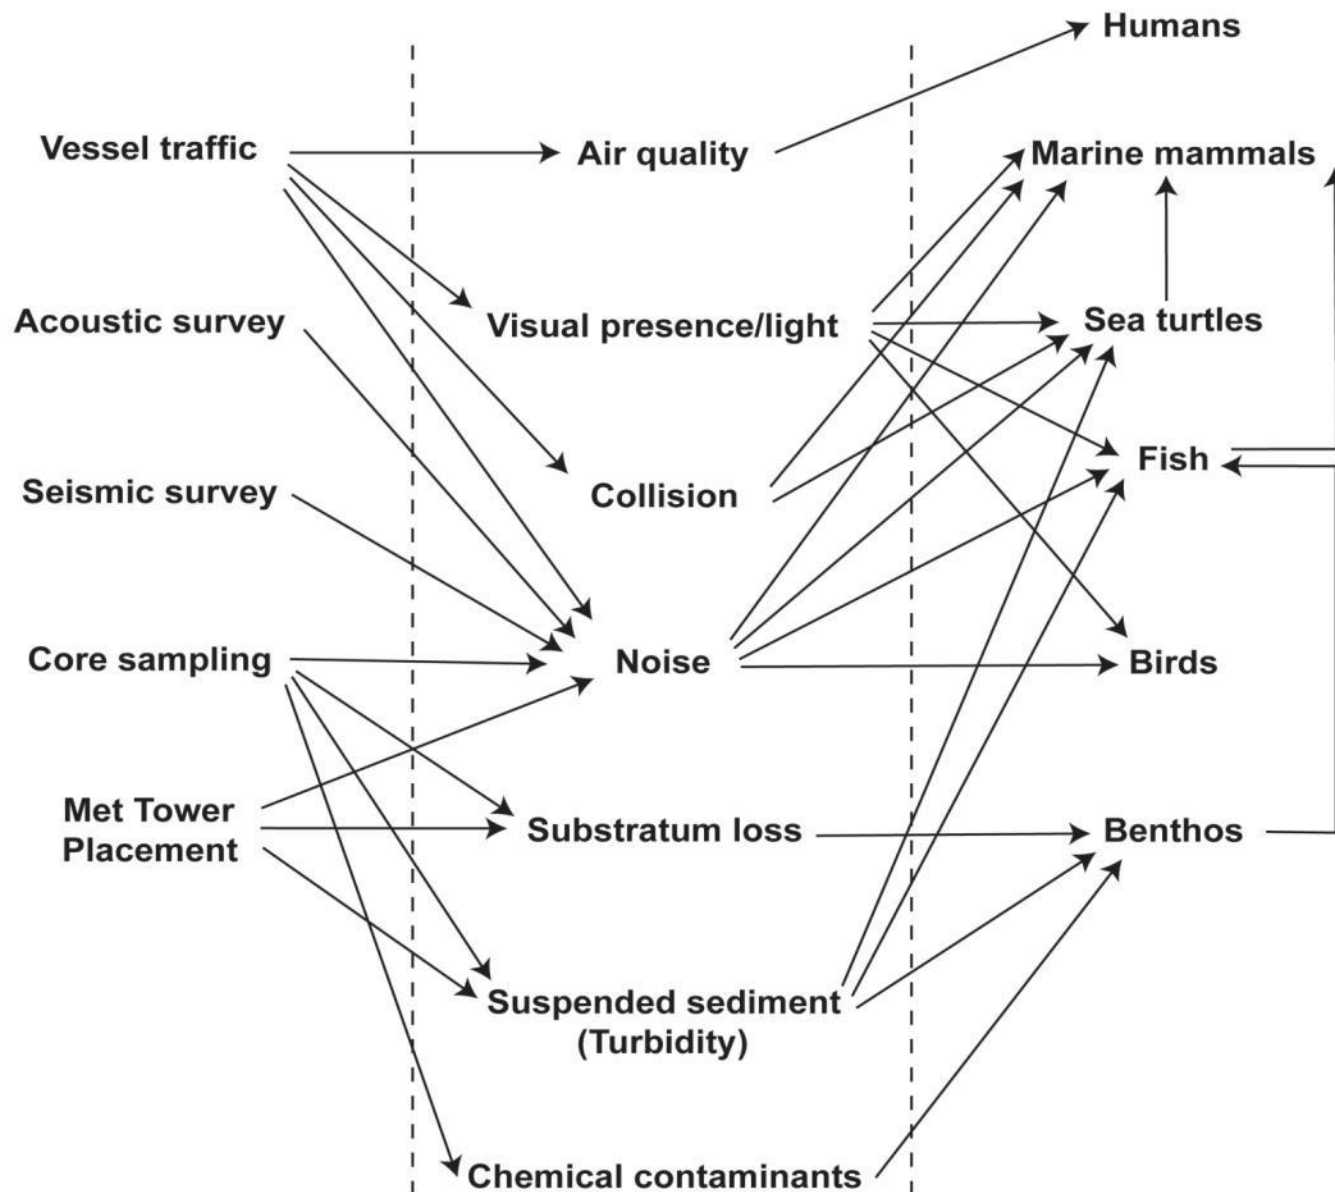 Humans
Vessel traffic
Air quality
Marine mammals
Acoustic survey
Visual presence/light
Sea turtles
Seismic survey
Collision
Fish
Core sampling
Noise
Birds
Met Tower
Placement
Substratum loss
Benthos
Suspended sediment
(Turbidity)
Chemical contaminants